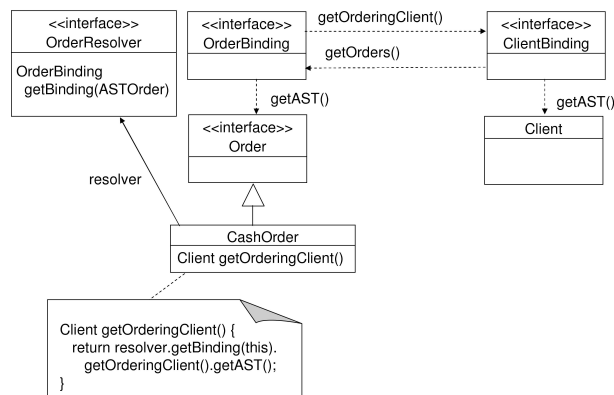 <<interface>>
OrderResolver
OrderBinding
getBinding(ASTOrder)
<<interface>>
OrderBinding
getOrderingClient()
getOrders()
<<interface>>
ClientBinding
getAST()
getAST()
<<interface>>
Order
Client
resolver
CashOrder
Client getOrderingClient()
Client getOrderingClient() {
return resolver.getBinding(this).
getOrderingClient().getAST();
}